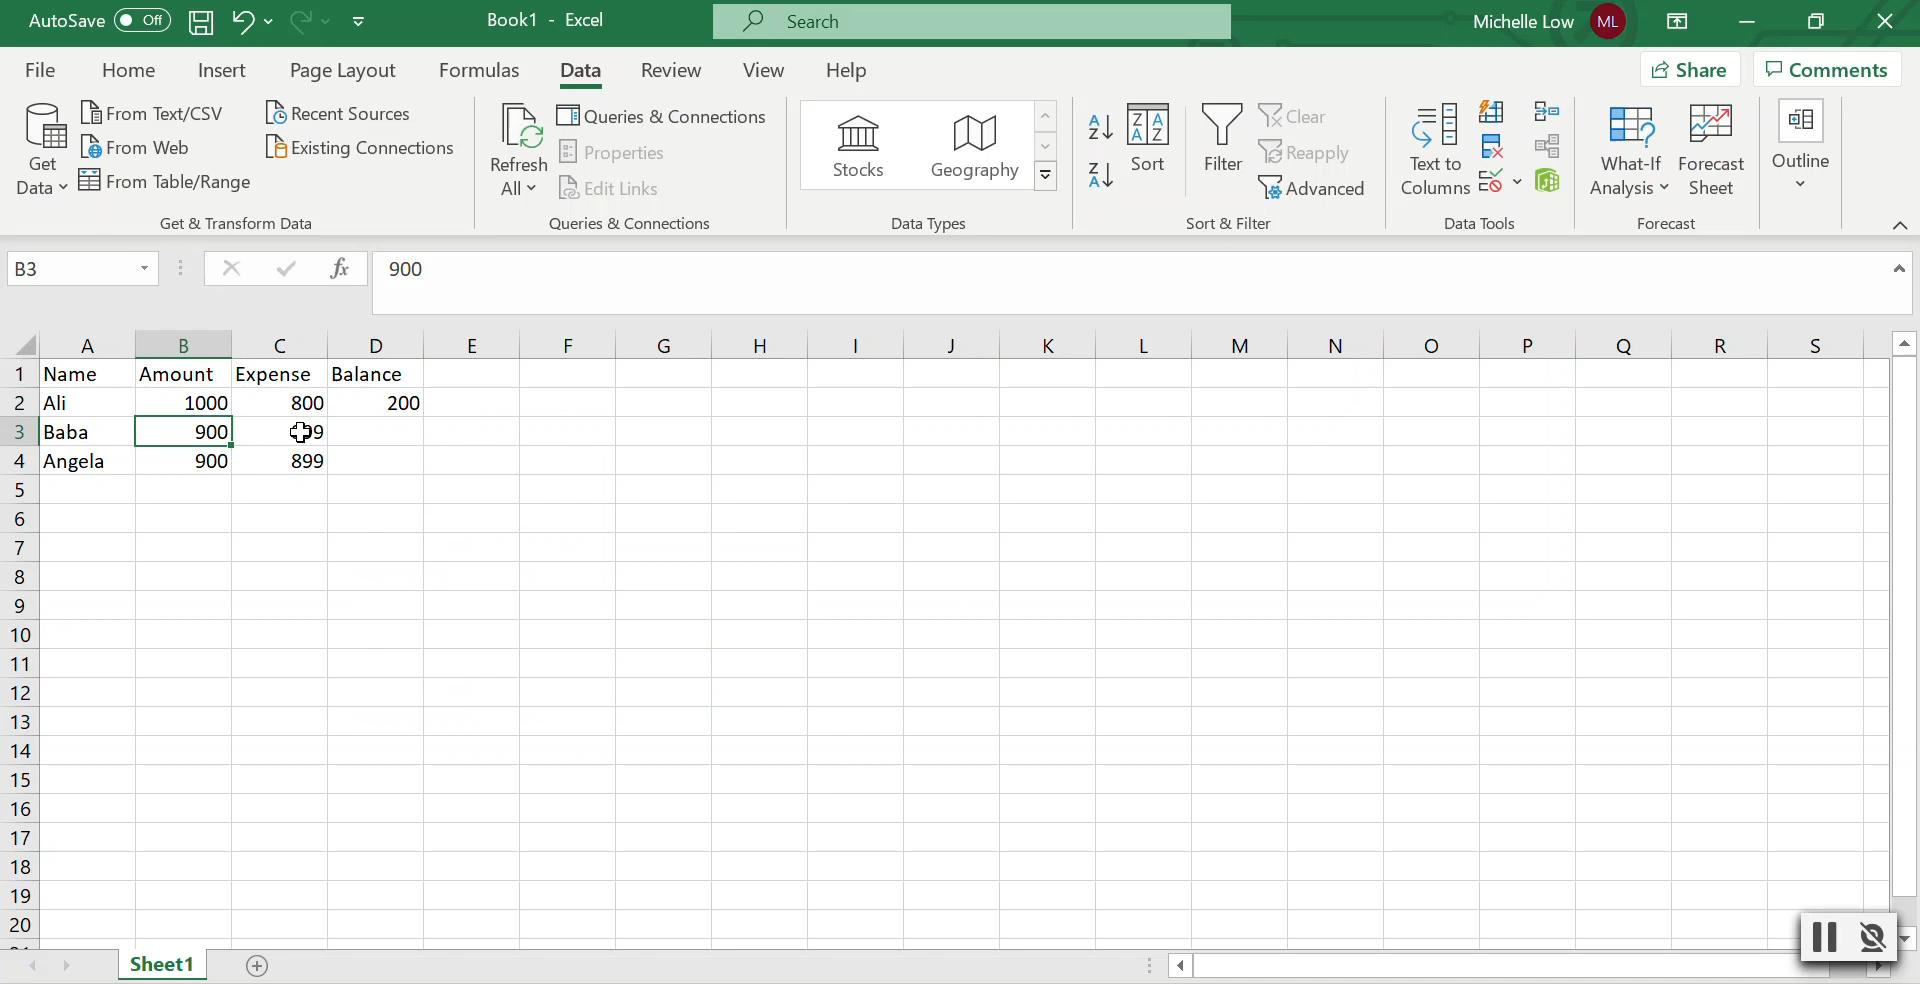 AutoSave Off Book1 - Excel Search Michelle Low ML
File Home Insert Page Layout Formulas Data Review View Help Share Comments
From Text/CSV Recent Sources Queries & Connections Clear
From Web Existing Connections Properties Reapply
From Table/Range Edit Links Advanced
Get Data Refresh All Stocks Geography Sort Filter Text to Columns What-If Analysis Forecast Sheet Outline
Get & Transform Data Queries & Connections Data Types Sort & Filter Data Tools Forecast
B3 fx 900
A B C D E F G H I J K L M N O P Q R S
1 Name Amount Expense Balance
2 Ali 1000 800 200
3 Baba 900
4 Angela 900 899
5
6
7
8
9
10
11
12
13
14
15
16
17
18
19
20
Sheet1